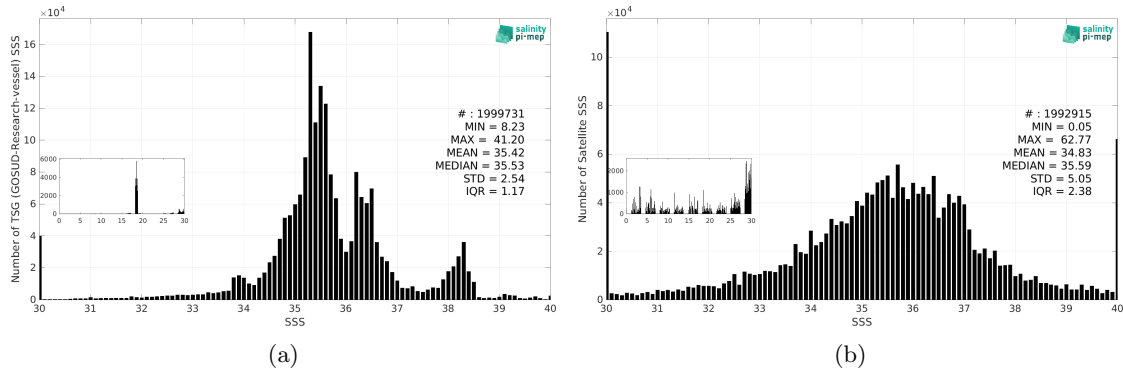 ×10⁴
16
14
12
10
8
6
4
2
0
Number of TSG (GOSUD-Research-vessel) SSS
salinity
pi-mep
# : 1999731
MIN = 8.23
MAX = 41.20
MEAN = 35.42
MEDIAN = 35.53
STD = 2.54
IQR = 1.17
6000
4000
2000
0
0 5 10 15 20 25 30
30 31 32 33 34 35 36 37 38 39 40
SSS
(a)
×10⁴
10
8
6
4
2
0
Number of Satellite SSS
salinity
pi-mep
# : 1992915
MIN = 0.05
MAX = 62.77
MEAN = 34.83
MEDIAN = 35.59
STD = 5.05
IQR = 2.38
2000
1000
0
0 5 10 15 20 25 30
30 31 32 33 34 35 36 37 38 39 40
SSS
(b)